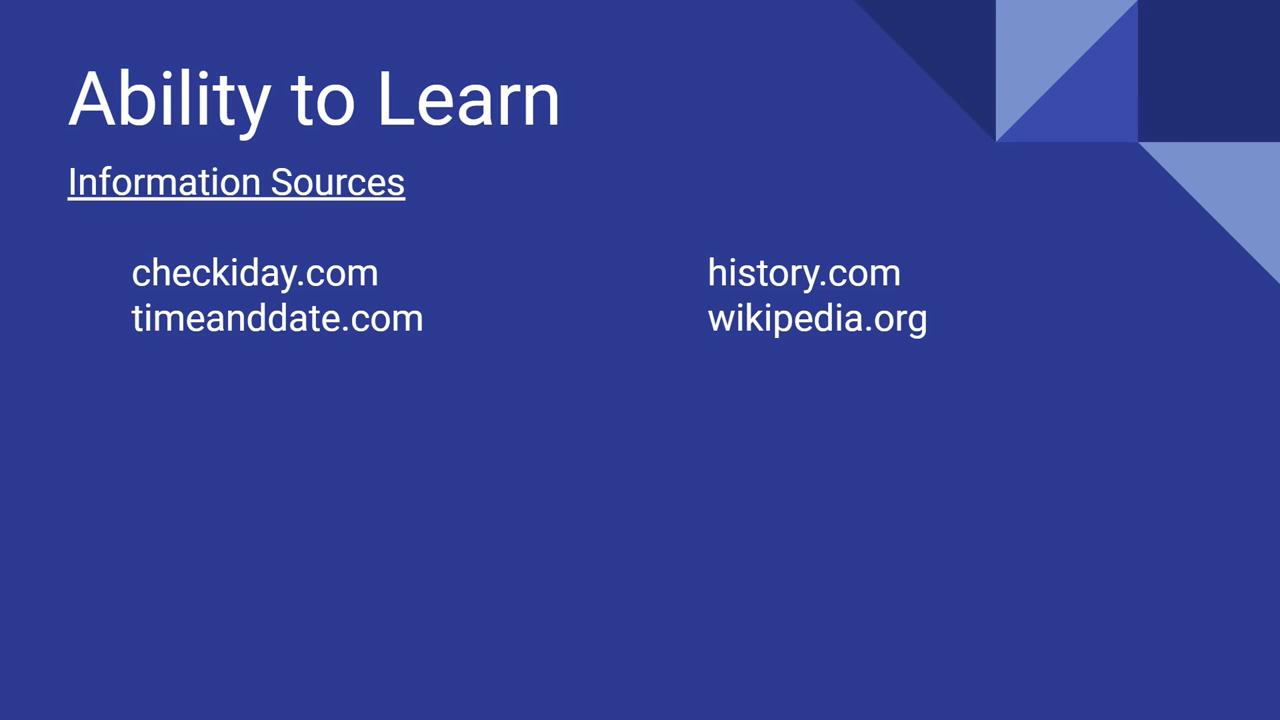 Ability to Learn
Information Sources
checkiday.com
timeanddate.com
history.com
wikipedia.org